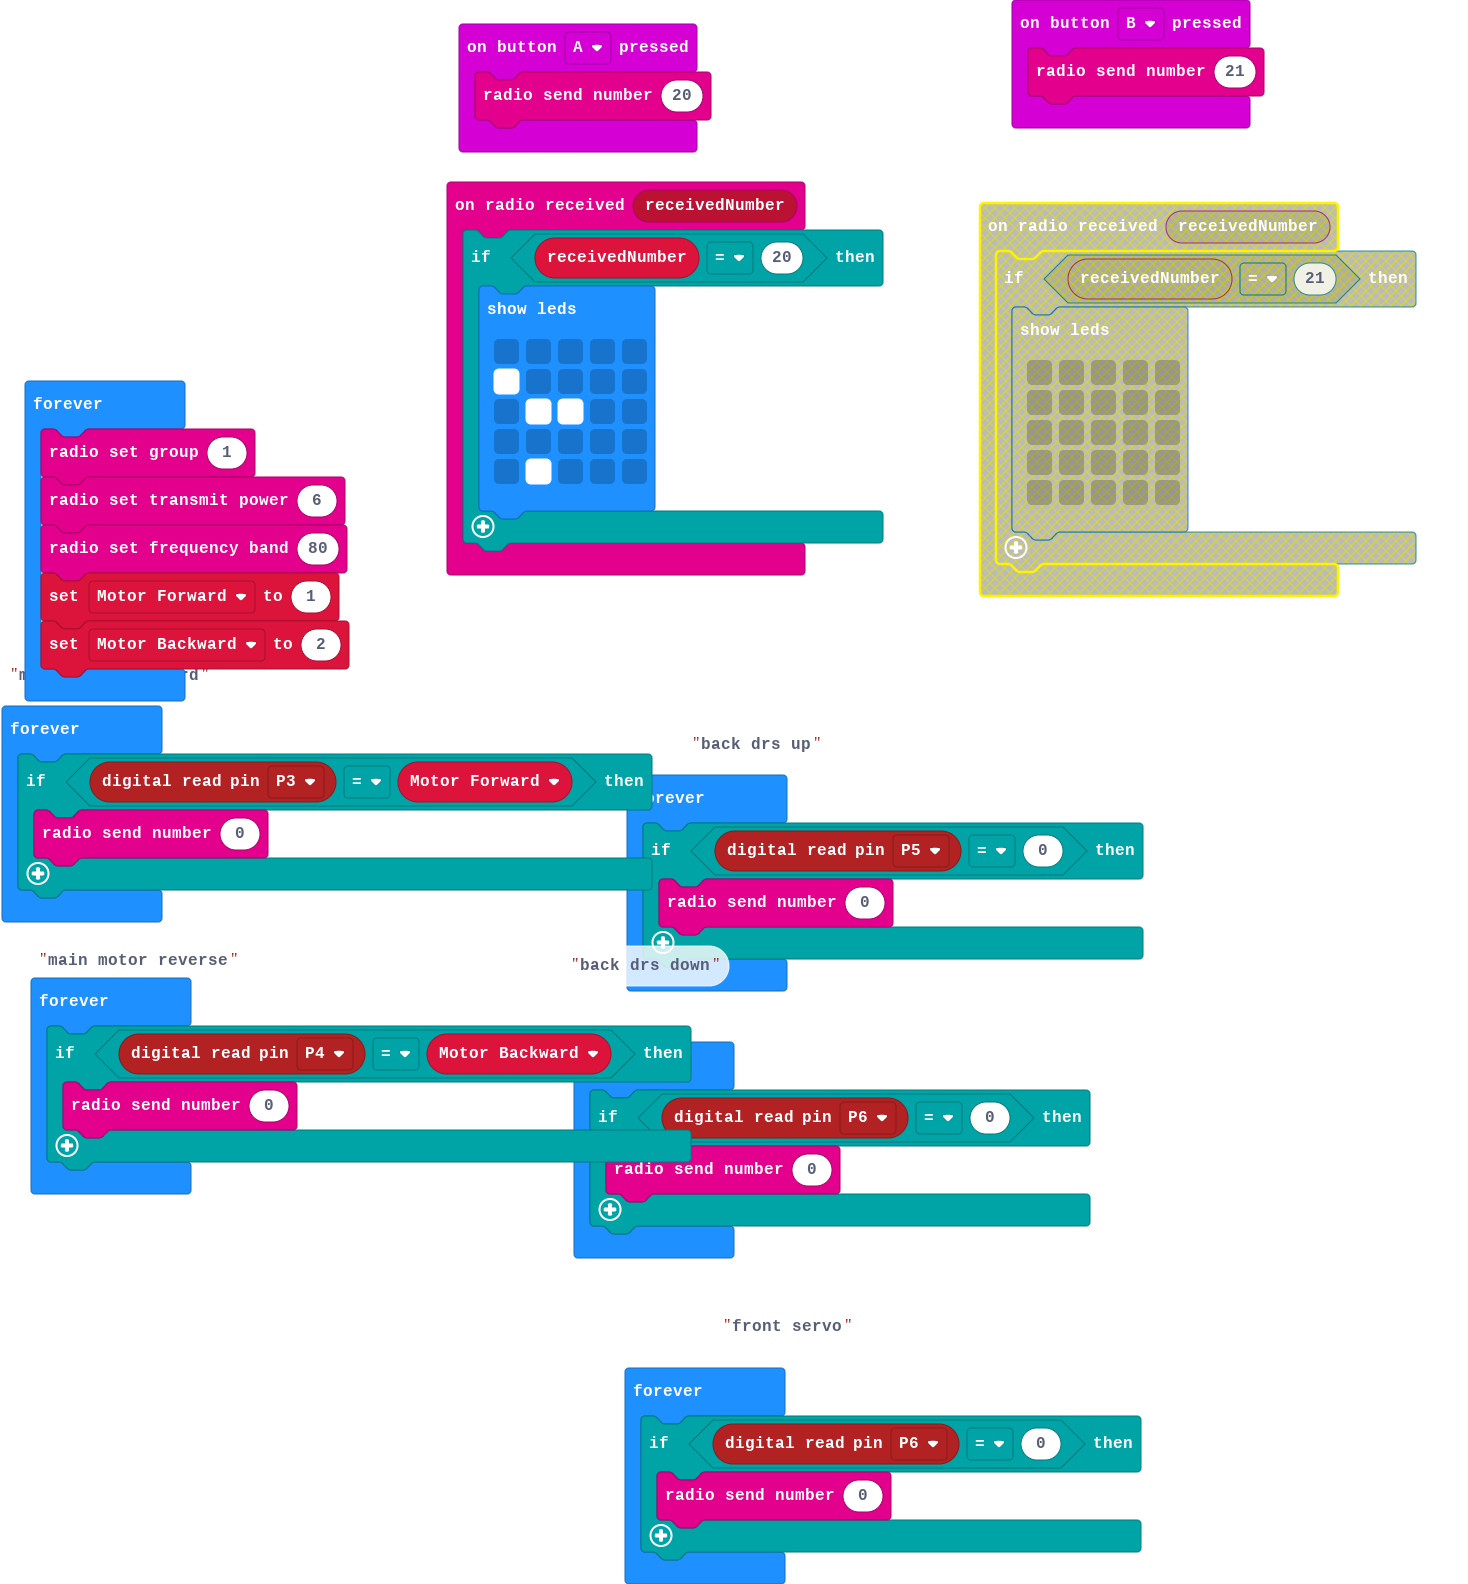 on button A pressed
radio send number 20
on button B pressed
radio send number 21
on radio received receivedNumber
if receivedNumber = 20 then
show leds
on radio received receivedNumber
if receivedNumber = 21 then
show leds
forever
radio set group 1
radio set transmit power 6
radio set frequency band 80
set Motor Forward to 1
set Motor Backward to 2
forever
if digital read pin P3 = Motor Forward then
radio send number 0
"back drs up"
if digital read pin P5 = 0 then
radio send number 0
"main motor reverse"
forever
if digital read pin P4 = Motor Backward then
radio send number 0
"back drs down"
if digital read pin P6 = 0 then
radio send number 0
"front servo"
forever
if digital read pin P6 = 0 then
radio send number 0